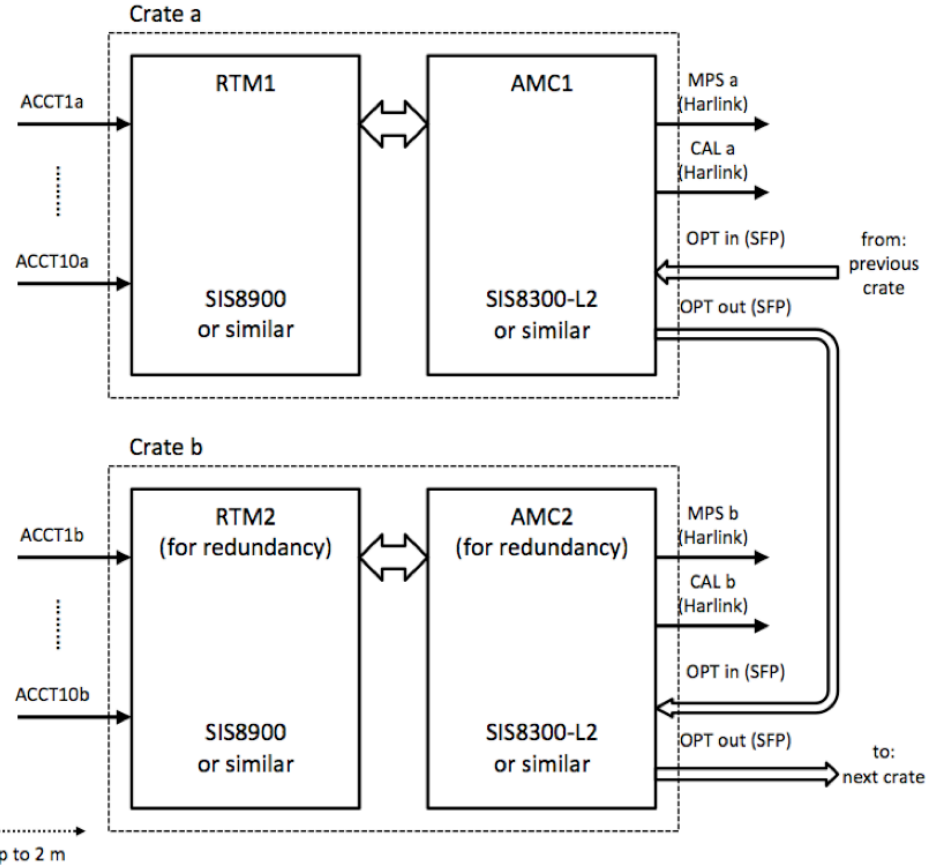 Crate a
RTM1
AMC1
ACCT1a
MPS a
(Harlink)
CAL a
(Harlink)
ACCT10a
OPT in (SFP)
from:
previous
crate
SIS8900
or similar
SIS8300-L2
or similar
OPT out (SFP)
Crate b
RTM2
(for redundancy)
AMC2
(for redundancy)
ACCT1b
MPS b
(Harlink)
CAL b
(Harlink)
ACCT10b
OPT in (SFP)
SIS8900
or similar
SIS8300-L2
or similar
OPT out (SFP)
to:
next crate
p to 2 m